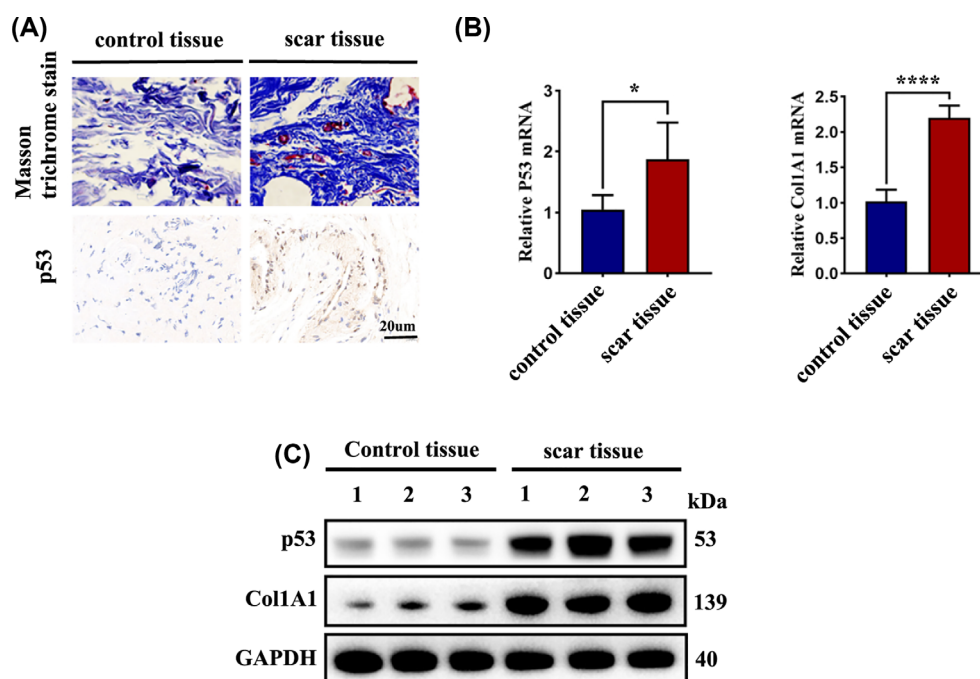 (A)
control tissue scar tissue
Masson
trichrome stain
p53
20um
(B)
Relative P53 mRNA
3
2
1
0
*
control tissue
scar tissue
Relative Col1A1 mRNA
2.5
2.0
1.5
1.0
0.5
0.0
****
control tissue
scar tissue
(C)
Control tissue scar tissue
1 2 3 1 2 3 kDa
p53 53
Col1A1 139
GAPDH 40